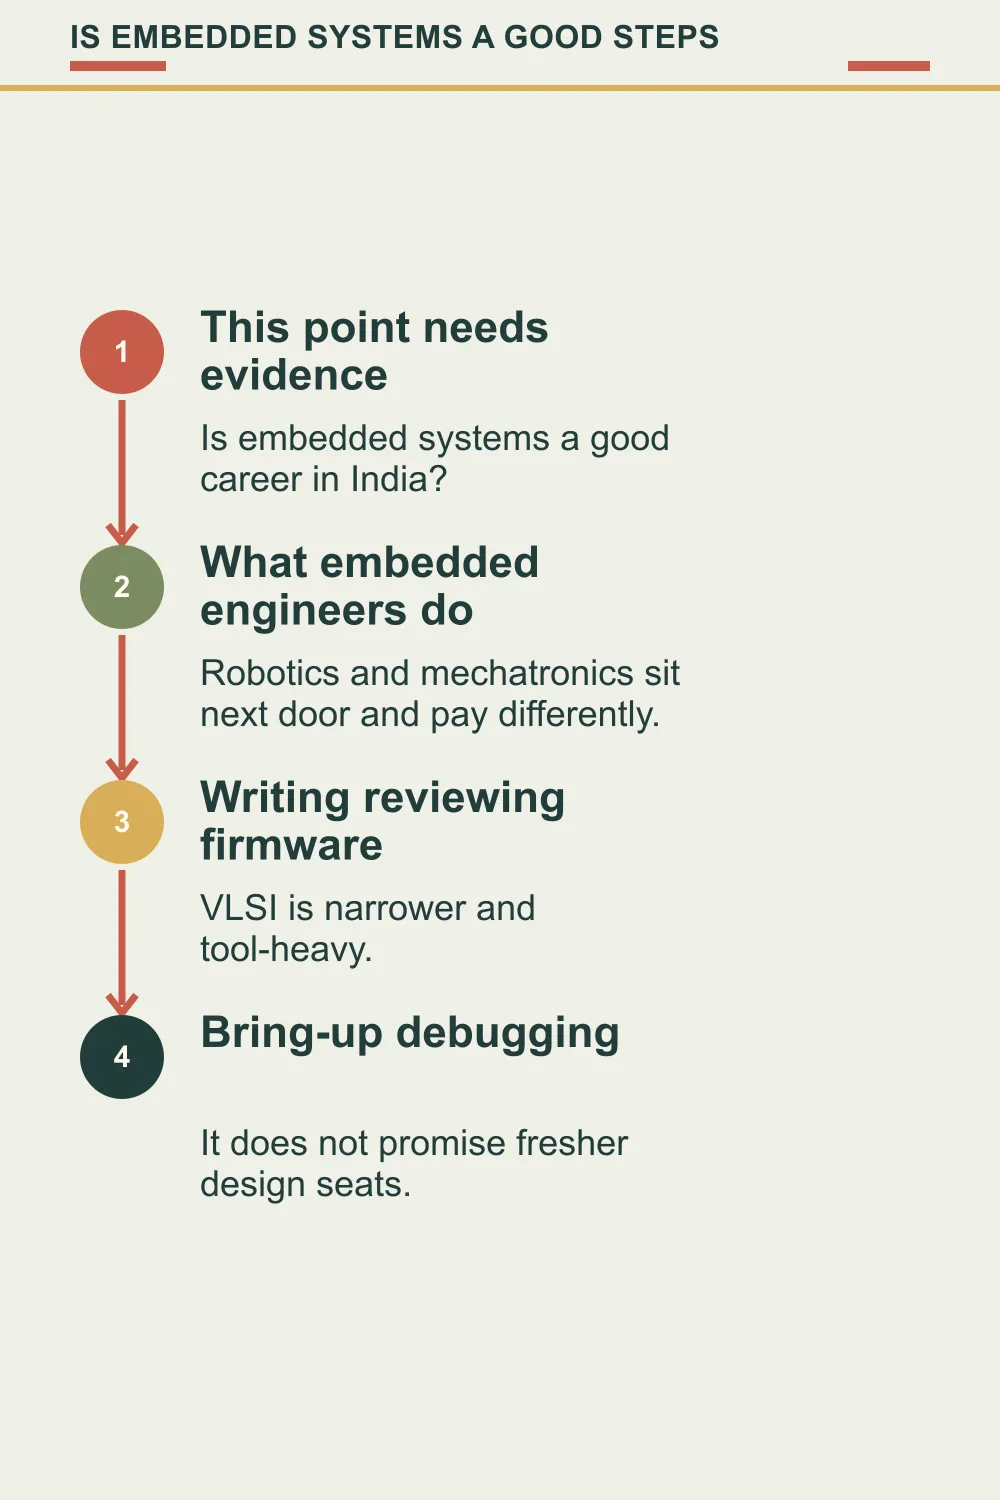 IS EMBEDDED SYSTEMS A GOOD STEPS
1
This point needs
evidence
Is embedded systems a good
career in India?
2
What embedded
engineers do
Robotics and mechatronics sit
next door and pay differently.
3
Writing reviewing
firmware
VLSI is narrower and
tool-heavy.
4
Bring-up debugging
It does not promise fresher
design seats.